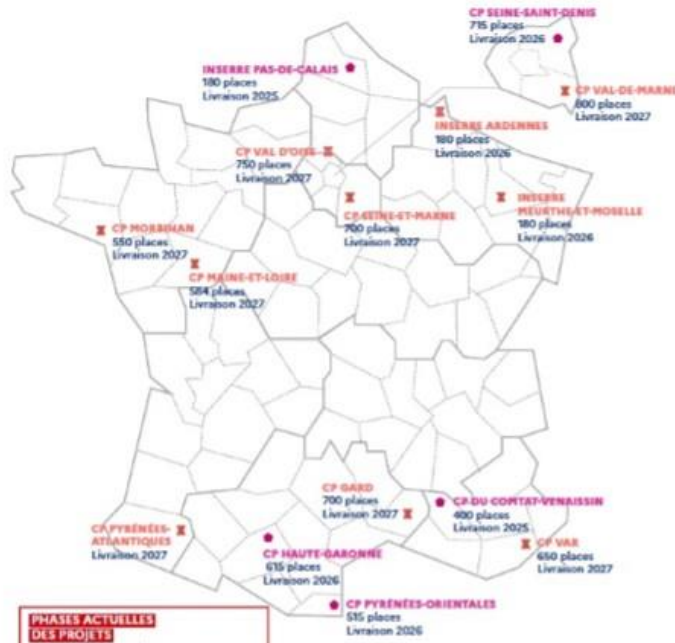 CP SEINE-SAINT-DENIS
715 places
Livraison 2026
INSERRE PAS-DE-CALAIS
180 places
Livraison 2025
CP VAL-DE-MARNE
800 places
Livraison 2027
INSERRE ARDENNES
180 places
Livraison 2026
CP VAL D'OISE
750 places
Livraison 2027
CP SEINE-ET-MARNE
700 places
Livraison 2027
INSERRE
MEURTHE-ET-MOSELLE
180 places
Livraison 2026
CP MORBIHAN
550 places
Livraison 2027
CP MAINE-ET-LOIRE
584 places
Livraison 2027
CP GARD
700 places
Livraison 2027
CP DU COMTAT-VENAISSIN
400 places
Livraison 2025
CP PYRÉNÉES-
ATLANTIQUES
Livraison 2027
CP HAUTE-GARONNE
615 places
Livraison 2026
CP VAR
650 places
Livraison 2027
CP PYRÉNÉES-ORIENTALES
515 places
Livraison 2026
PHASES ACTUELLES
DES PROJETS